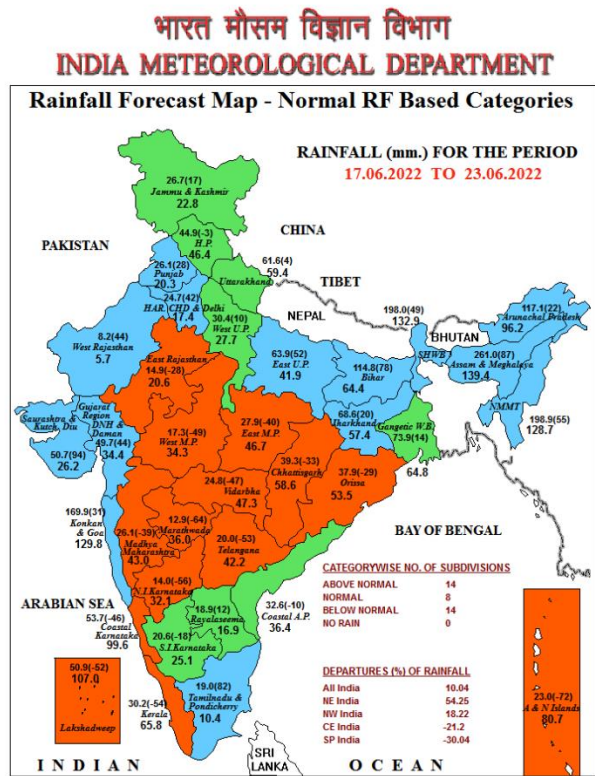 भारत मौसम विज्ञान विभाग
INDIA METEOROLOGICAL DEPARTMENT
Rainfall Forecast Map - Normal RF Based Categories
RAINFALL (mm.) FOR THE PERIOD
17.06.2022 TO 23.06.2022
26.7(17)
Jammu & Kashmir
22.8
CHINA
44.9(-3)
H.P.
46.4
PAKISTAN
26.1(28)
Punjab
20.3
61.6(4)
59.4
Uttarakhand
TIBET
24.7(42)
HAR. CHD & Delhi
17.4
NEPAL
30.4(10)
West U.P.
27.7
198.0(49)
132.9
BHUTAN
SHWB
117.1(22)
Arunachal Pradesh
96.2
8.2(44)
West Rajasthan
5.7
East Rajasthan
14.9(-28)
20.6
63.9(52)
East U.P.
41.9
114.8(78)
Bihar
64.4
261.0(87)
Assam & Meghalaya
139.4
NMMT
198.9(55)
128.7
Gujarat
Region
DNH &
Daman
49.7(44)
34.4
Saurashtra &
Kutch, Diu
50.7(94)
26.2
17.3(-49)
West M.P.
34.3
27.9(-40)
East M.P.
46.7
68.6(20)
Jharkhand
57.4
Gangetic W.B.
73.9(14)
64.8
39.3(-33)
Chhattisgarh
58.6
37.9(-29)
Orissa
53.5
24.8(-47)
Vidarbha
47.3
169.9(31)
Konkan
& Goa
129.8
26.1(-39)
Madhya
Maharashtra
43.0
12.9(-64)
Marathwada
36.0
20.0(-53)
Telangana
42.2
BAY OF BENGAL
14.0(-56)
N.I.Karnataka
32.1
ARABIAN SEA
53.7(-46)
Coastal
Karnataka
99.6
18.9(12)
Rayalaseema
16.9
32.6(-10)
Coastal A.P.
36.4
20.6(-18)
S.I.Karnataka
25.1
CATEGORYWISE NO. OF SUBDIVISIONS
ABOVE NORMAL 14
NORMAL 8
BELOW NORMAL 14
NO RAIN 0
50.9(-52)
107.0
Lakshadweep
30.2(-54)
Kerala
65.8
19.0(82)
Tamilnadu &
Pondicherry
10.4
DEPARTURES (%) OF RAINFALL
All India 10.04
NE India 54.25
NW India 18.22
CE India -21.2
SP India -30.04
23.0(-72)
A & N Islands
80.7
SRI
LANKA
INDIAN OCEAN